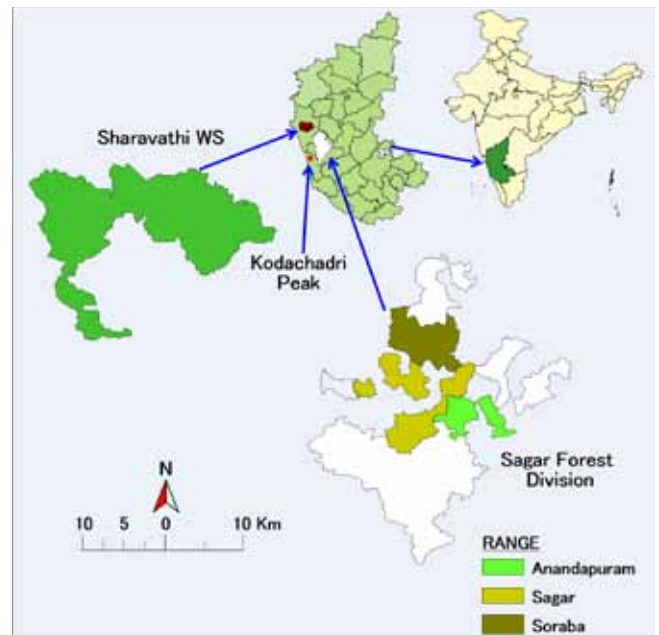 Sharavathi WS
Kodachadri
Peak
Sagar Forest
Division
N
10 5 0 10 Km
RANGE
Anandapuram
Sagar
Soraba